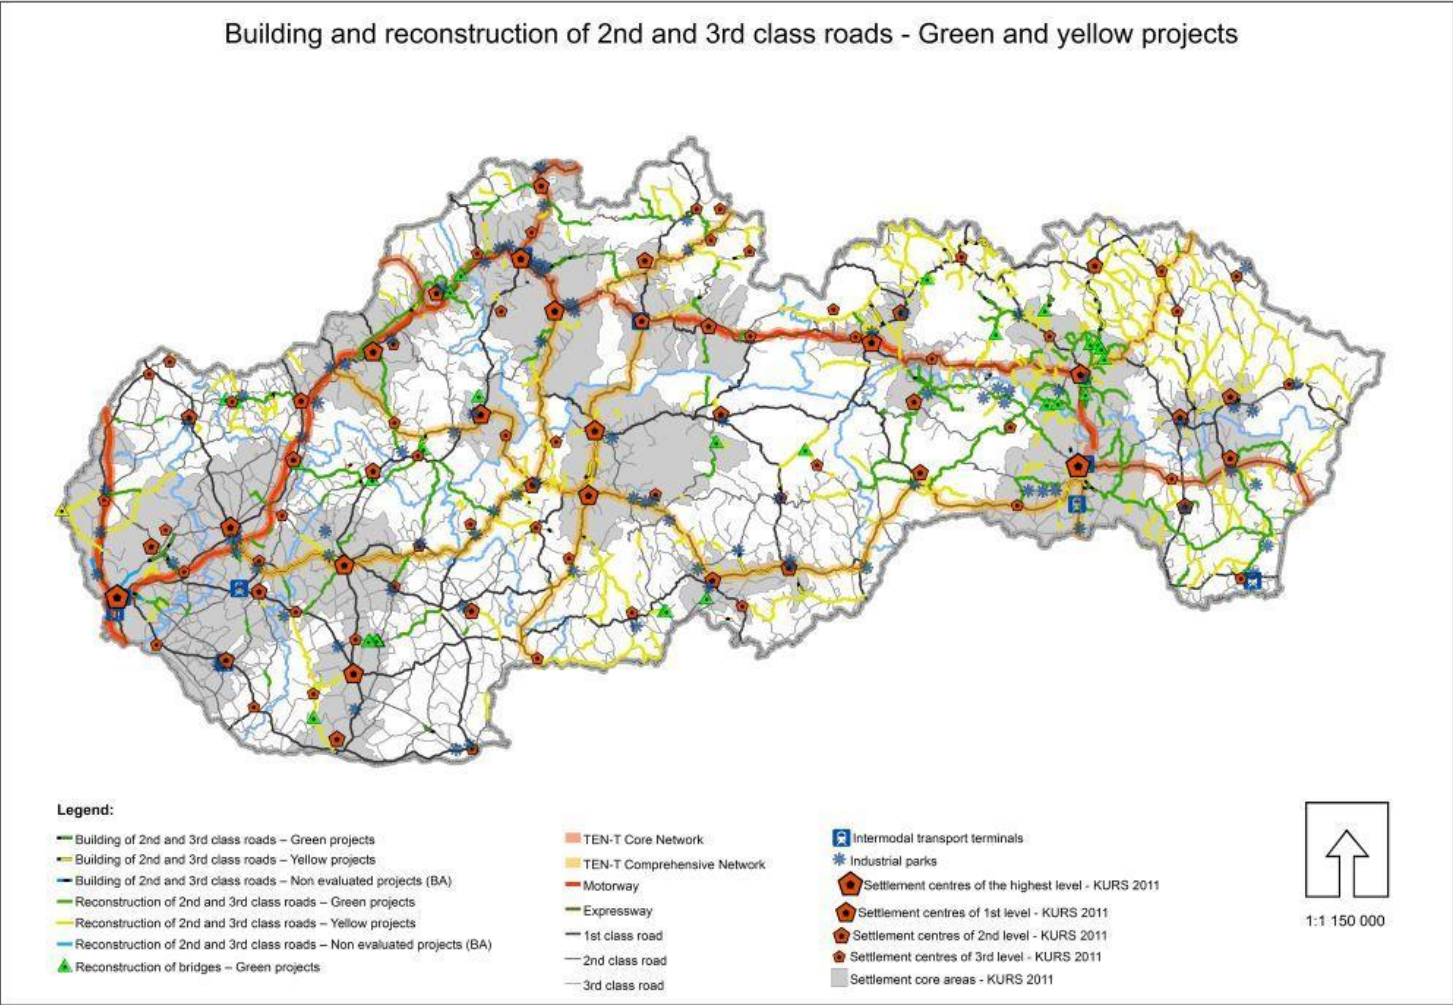 Building and reconstruction of 2nd and 3rd class roads - Green and yellow projects
Legend:
Building of 2nd and 3rd class roads – Green projects
Building of 2nd and 3rd class roads – Yellow projects
Building of 2nd and 3rd class roads – Non evaluated projects (BA)
Reconstruction of 2nd and 3rd class roads – Green projects
Reconstruction of 2nd and 3rd class roads – Yellow projects
Reconstruction of 2nd and 3rd class roads – Non evaluated projects (BA)
Reconstruction of bridges – Green projects
TEN-T Core Network
TEN-T Comprehensive Network
Motorway
Expressway
1st class road
2nd class road
3rd class road
Intermodal transport terminals
Industrial parks
Settlement centres of the highest level - KURS 2011
Settlement centres of 1st level - KURS 2011
Settlement centres of 2nd level - KURS 2011
Settlement centres of 3rd level - KURS 2011
Settlement core areas - KURS 2011
1:1 150 000